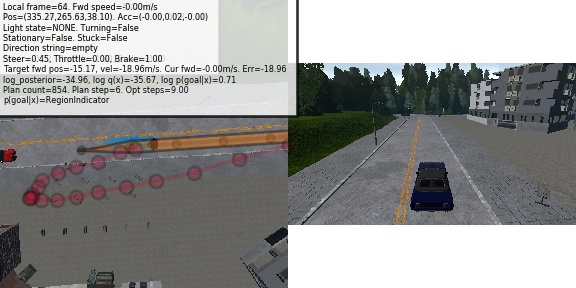 Local frame=64. Fwd speed=-0.00m/s
Pos=(335.27,265.63,38.10). Acc=(-0.00,0.02,-0.00)
Light state=NONE. Turning=False
Stationary=False. Stuck=False
Direction string=empty
Steer=0.45; Throttle=0.00; Brake=1.00
Target fwd pos=-15.17, vel=-18.96m/s. Cur fwd=-0.00m/s. Err=-18.96
log_posterior=-34.96, log q(x)=-35.67, log p(goal|x)=0.71
Plan count=854. Plan step=6. Opt steps=9.00
p(goal|x)=RegionIndicator